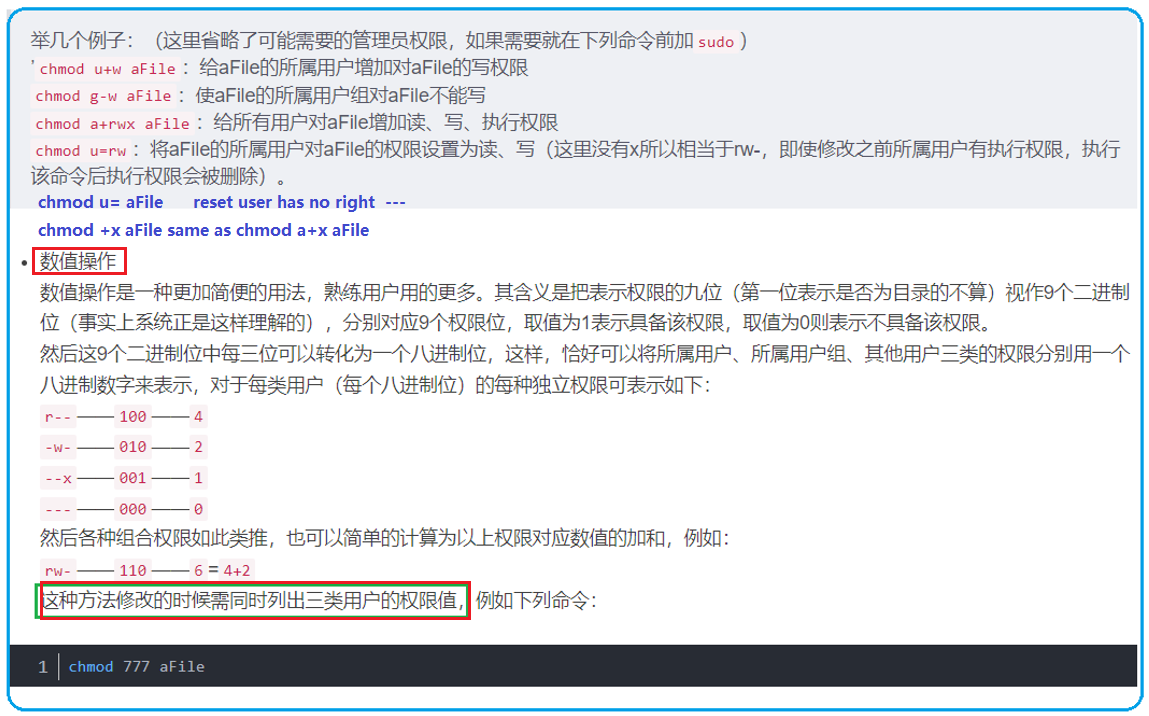 举几个例子：（这里省略了可能需要的管理员权限，如果需要就在下列命令前加 sudo ）
' chmod u+w aFile ：给aFile的所属用户增加对aFile的写权限
chmod g-w aFile ：使aFile的所属用户组对aFile不能写
chmod a+rwx aFile ：给所有用户对aFile增加读、写、执行权限
chmod u=rw ：将aFile的所属用户对aFile的权限设置为读、写（这里没有x所以相当于rw-，即使修改之前所属用户有执行权限，执行
该命令后执行权限会被删除）。
chmod u= aFile reset user has no right ---
chmod +x aFile same as chmod a+x aFile
• 数值操作
数值操作是一种更加简便的用法，熟练用户用的更多。其含义是把表示权限的九位（第一位表示是否为目录的不算）视作9个二进制
位（事实上系统正是这样理解的），分别对应9个权限位，取值为1表示具备该权限，取值为0则表示不具备该权限。
然后这9个二进制位中每三位可以转化为一个八进制位，这样，恰好可以将所属用户、所属用户组、其他用户三类的权限分别用一个
八进制数字来表示，对于每类用户（每个八进制位）的每种独立权限可表示如下：
r-- —— 100 —— 4
-w- —— 010 —— 2
--x —— 001 —— 1
--- —— 000 —— 0
然后各种组合权限如此类推，也可以简单的计算为以上权限对应数值的加和，例如：
rw- —— 110 —— 6 = 4+2
这种方法修改的时候需同时列出三类用户的权限值，例如下列命令：
1 chmod 777 aFile